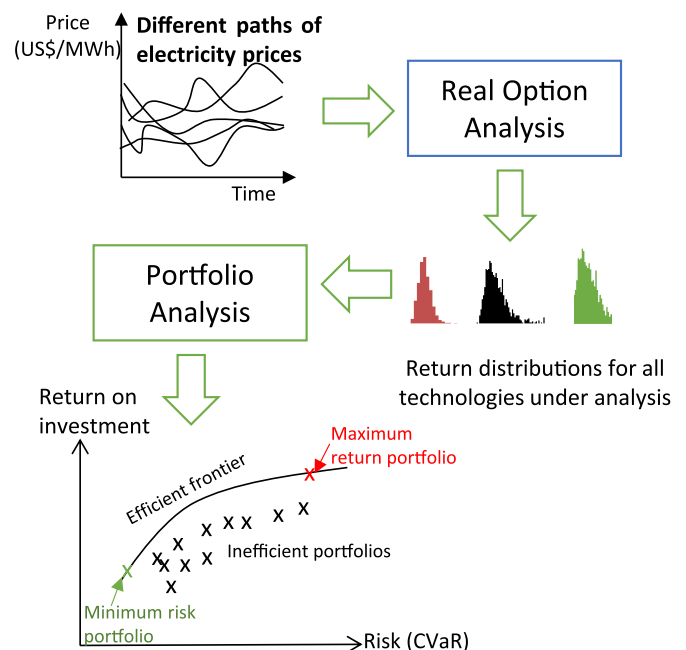 Price
(US$/MWh)
Different paths of
electricity prices
Time
Real Option
Analysis
Portfolio
Analysis
Return distributions for all
technologies under analysis
Return on
investment
Maximum
return portfolio
Efficient frontier
x
x
x
x
x
x
x
x
x
x
x
x
x
x
Inefficient portfolios
Minimum risk
portfolio
Risk (CVaR)